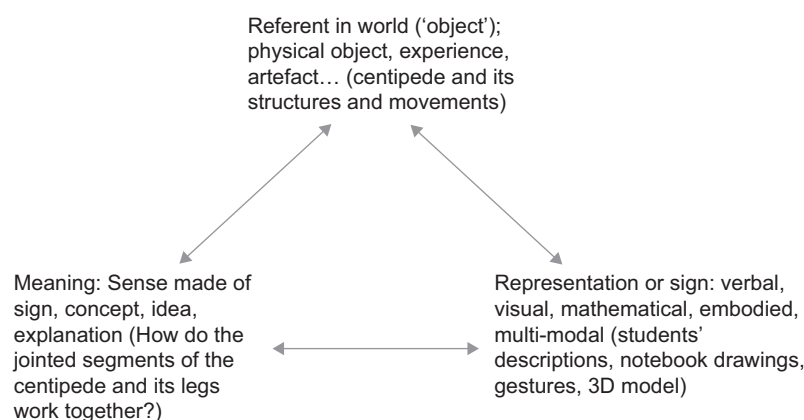 Referent in world (‘object’);
physical object, experience,
artefact… (centipede and its
structures and movements)
Meaning: Sense made of
sign, concept, idea,
explanation (How do the
jointed segments of the
centipede and its legs
work together?)
Representation or sign: verbal,
visual, mathematical, embodied,
multi-modal (students’
descriptions, notebook drawings,
gestures, 3D model)